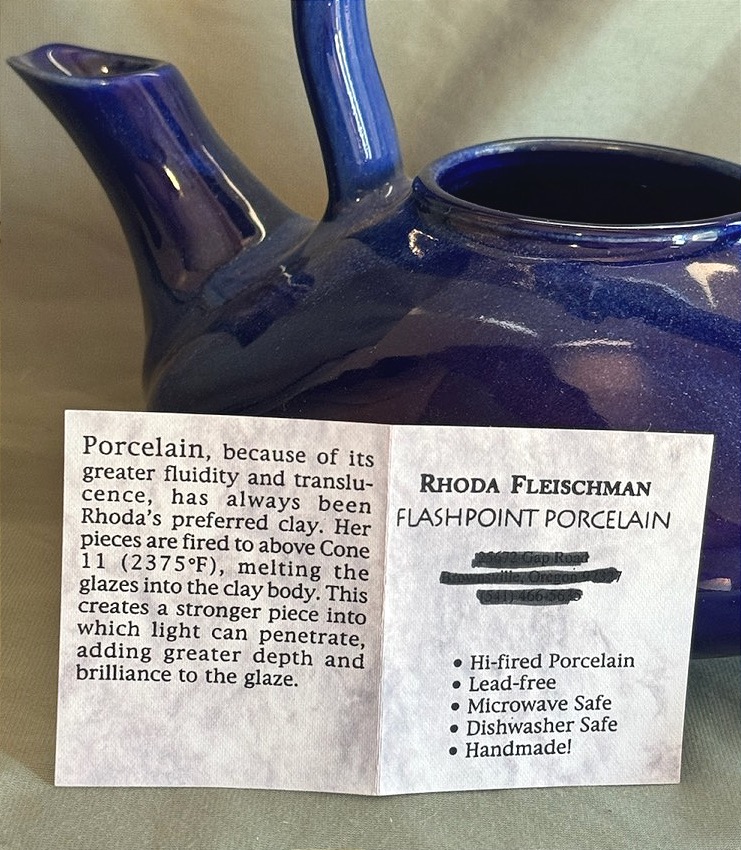 Porcelain, because of its
greater fluidity and translu-
cence, has always been
Rhoda's preferred clay. Her
pieces are fired to above Cone
11 (2375°F), melting the
glazes into the clay body. This
creates a stronger piece into
which light can penetrate,
adding greater depth and
brilliance to the glaze.
RHODA FLEISCHMAN
FLASHPOINT PORCELAIN
• Hi-fired Porcelain
• Lead-free
• Microwave Safe
• Dishwasher Safe
• Handmade!